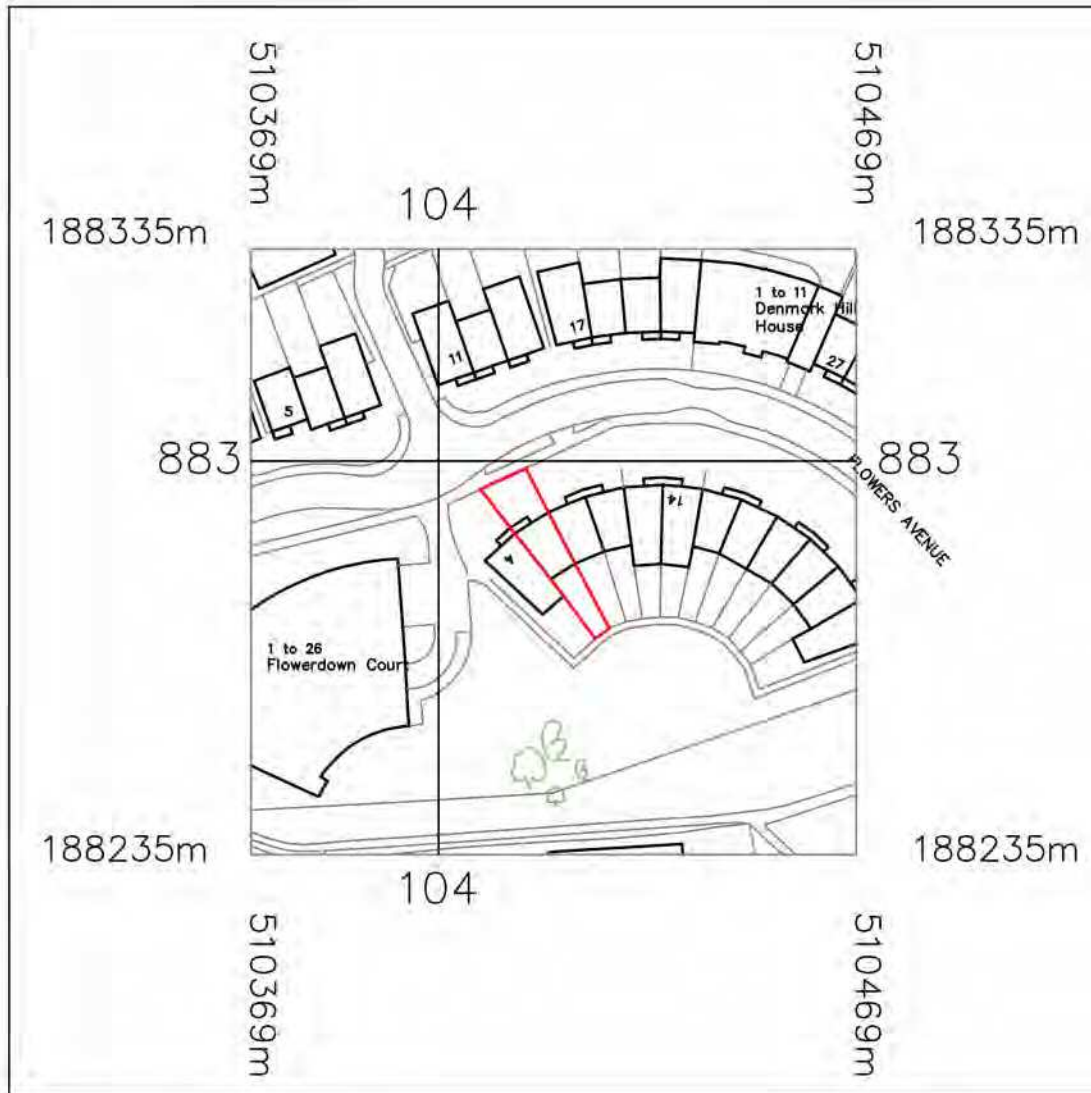 510369m
510469m
104
188335m
188335m
1 to 11
Denmark Hill
House
17
11
27
5
883
883
FLOWERS AVENUE
14
4
1 to 26
Flowerdown Court
188235m
188235m
104
510369m
510469m